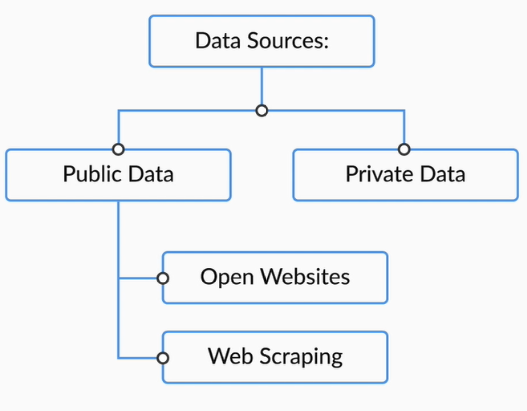 Data Sources:
Public Data
Private Data
Open Websites
Web Scraping